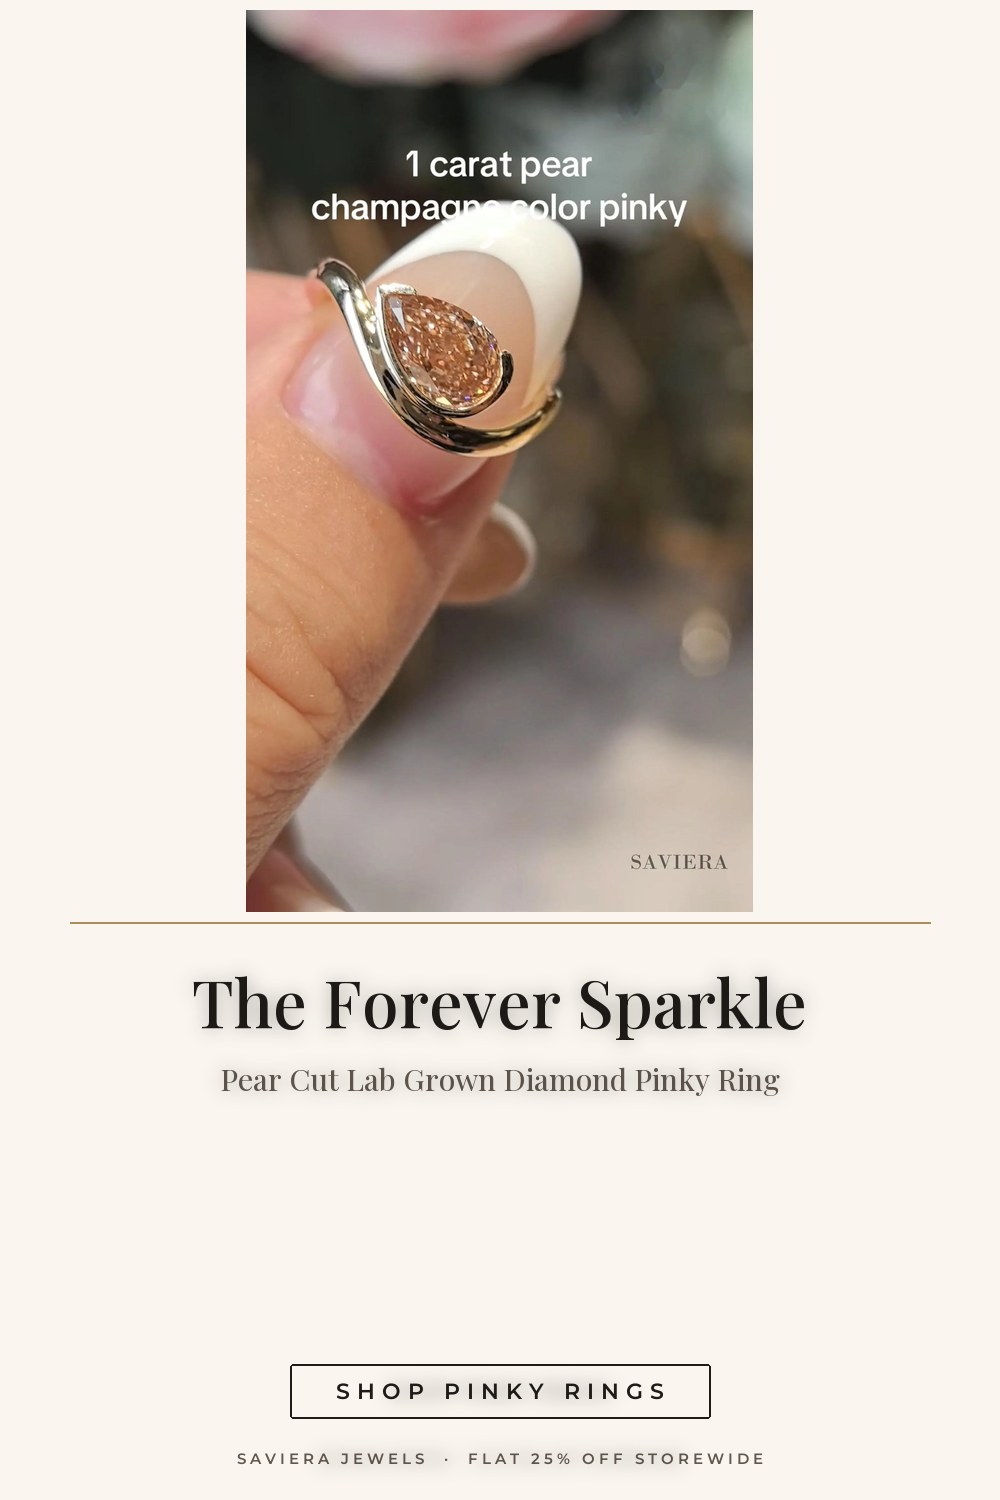 1 carat pear
champagne color pinky
SAVIERA
The Forever Sparkle
Pear Cut Lab Grown Diamond Pinky Ring
SHOP PINKY RINGS
SAVIERA JEWELS · FLAT 25% OFF STOREWIDE